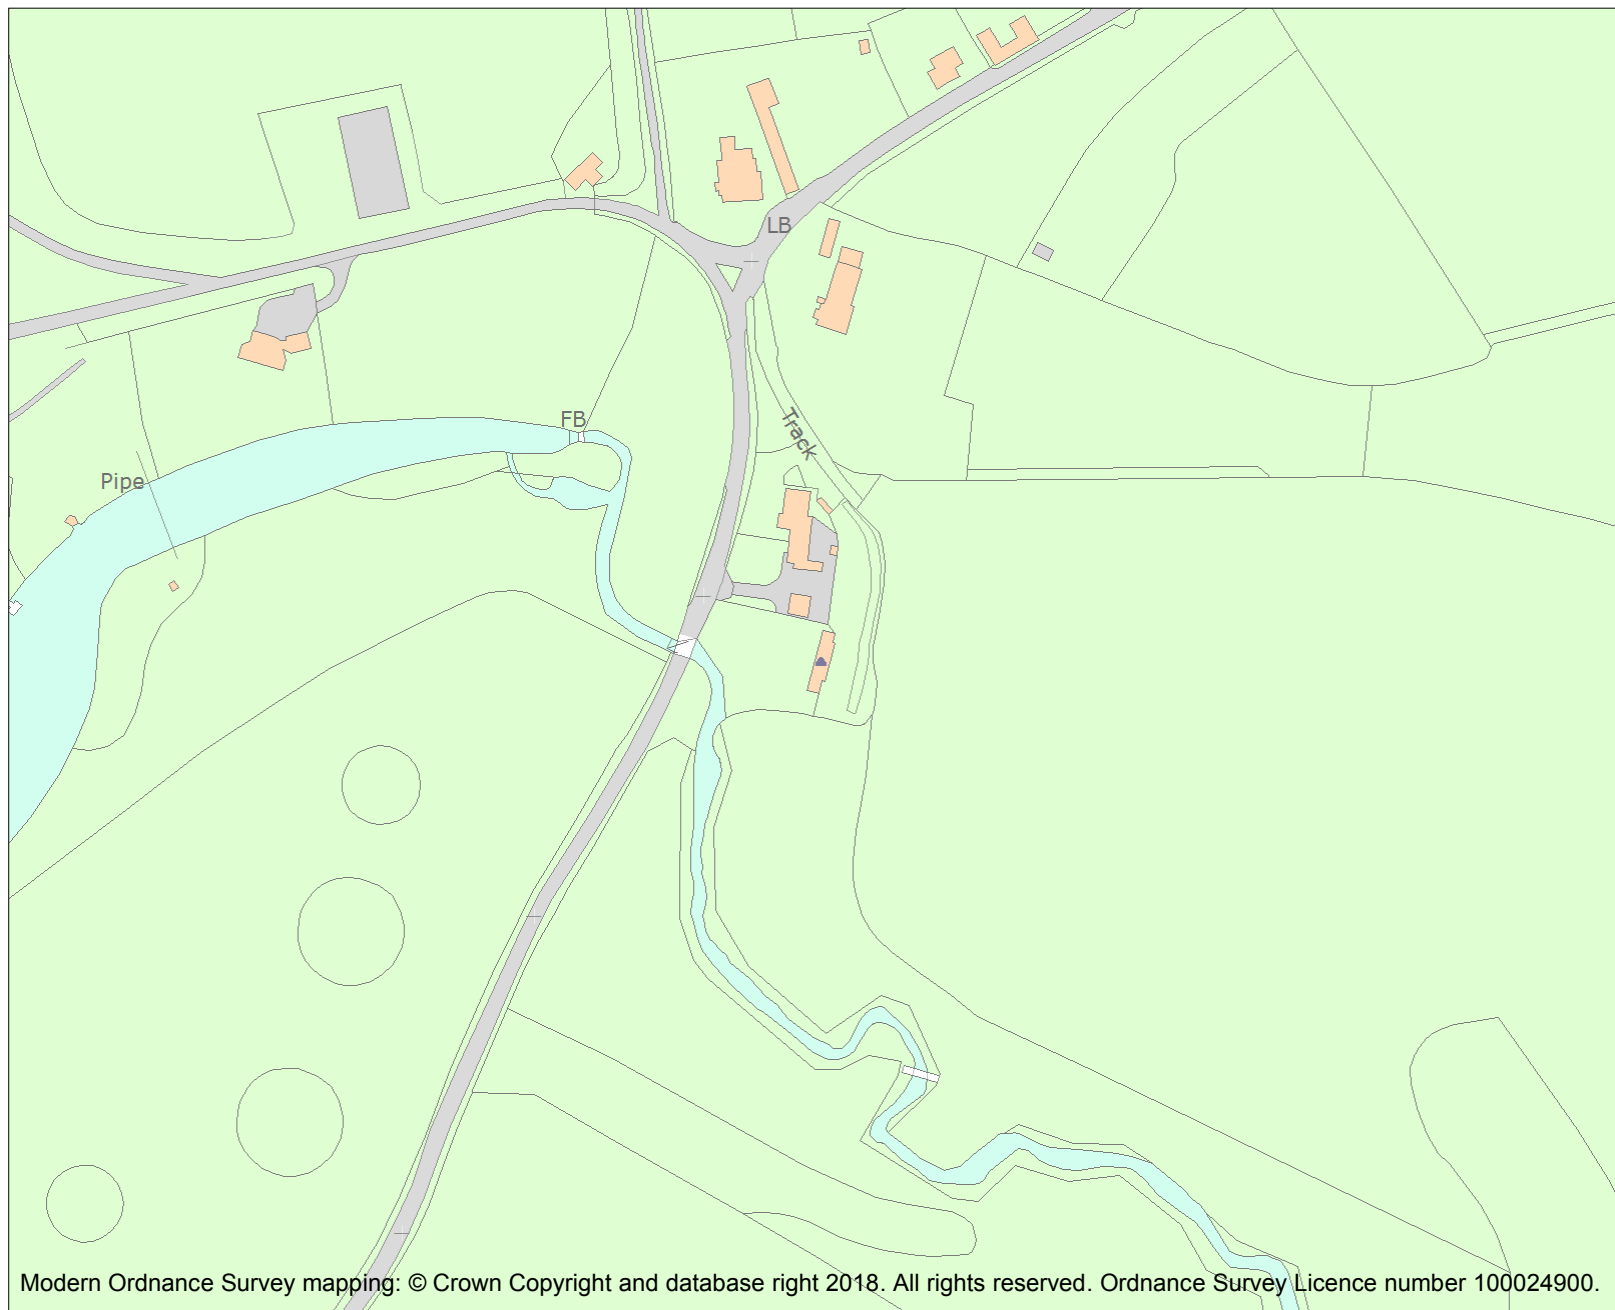 LB
FB
Track
Pipe
Modern Ordnance Survey mapping: © Crown Copyright and database right 2018. All rights reserved. Ordnance Survey Licence number 100024900.